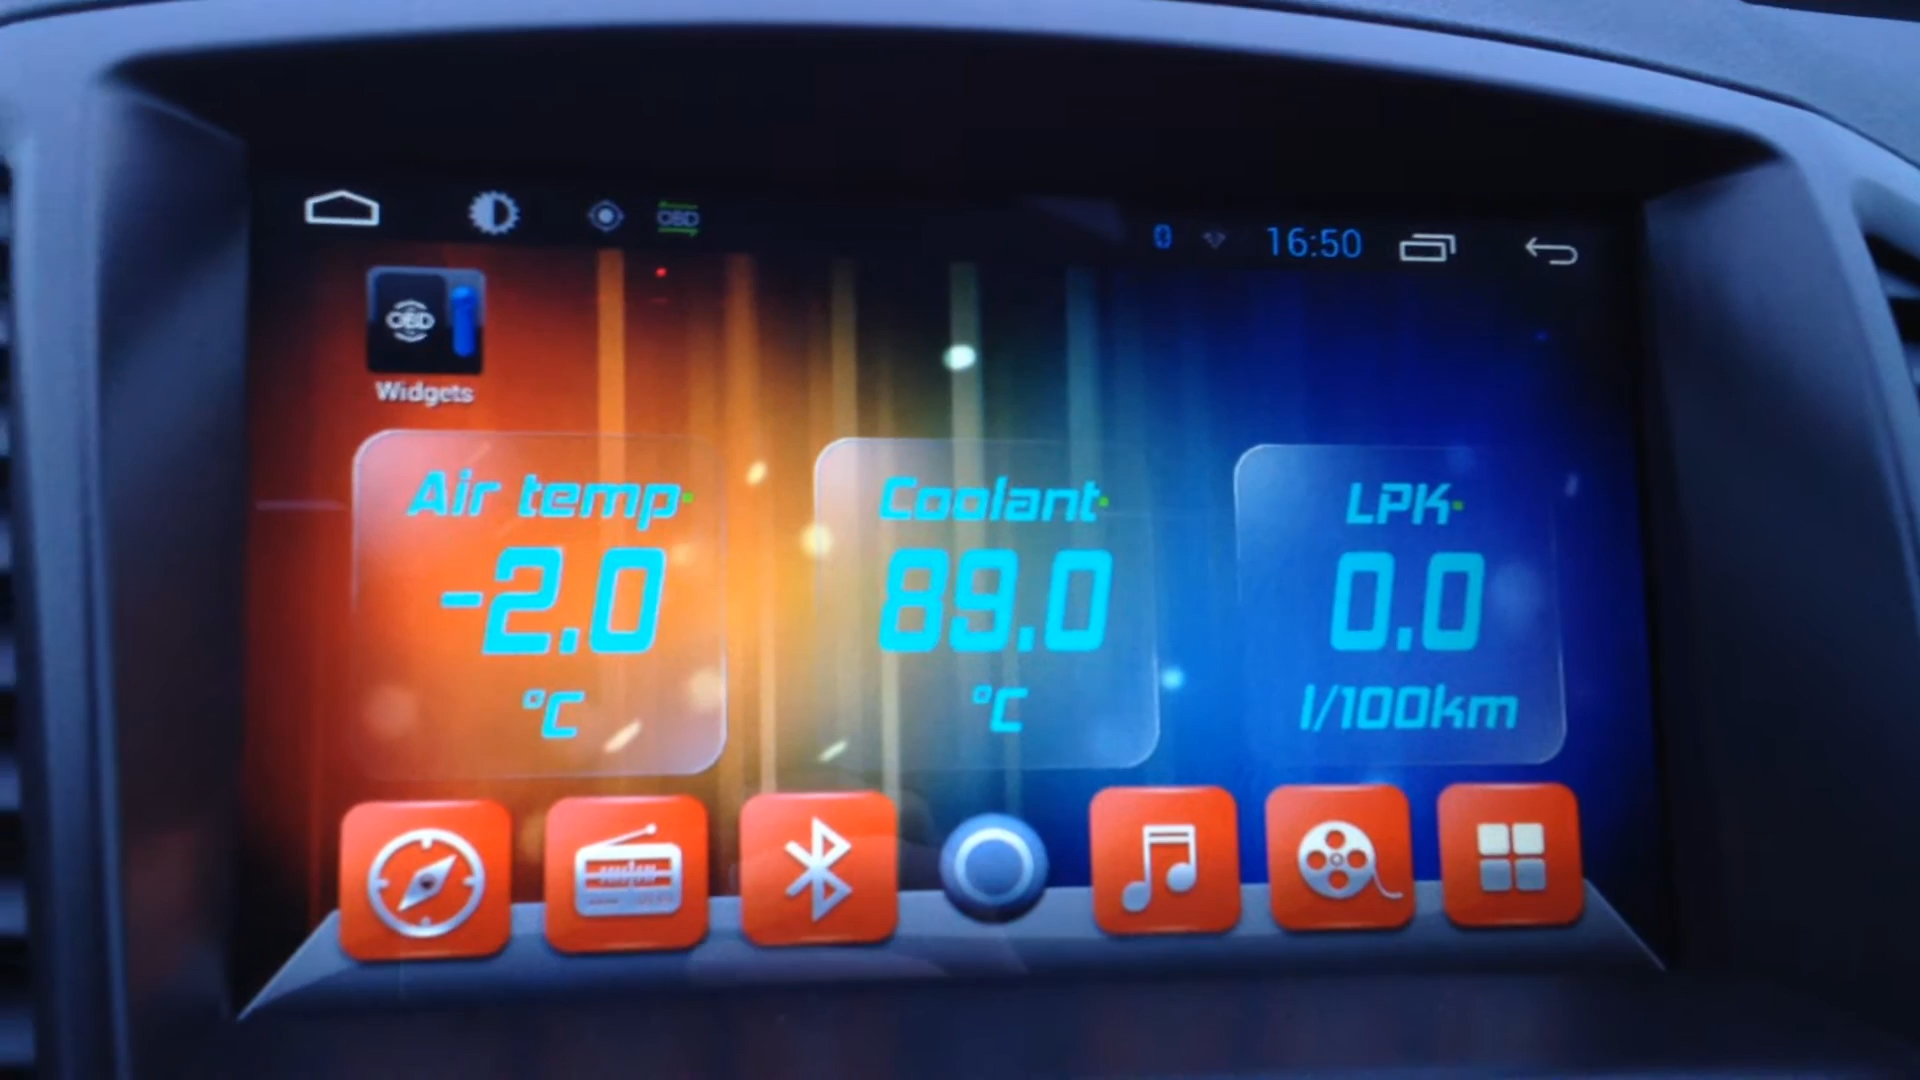 OBD
16:50
OBD
Widgets
Air temp
-2.0
°C
Coolant
89.0
°C
LPK
0.0
l/100km